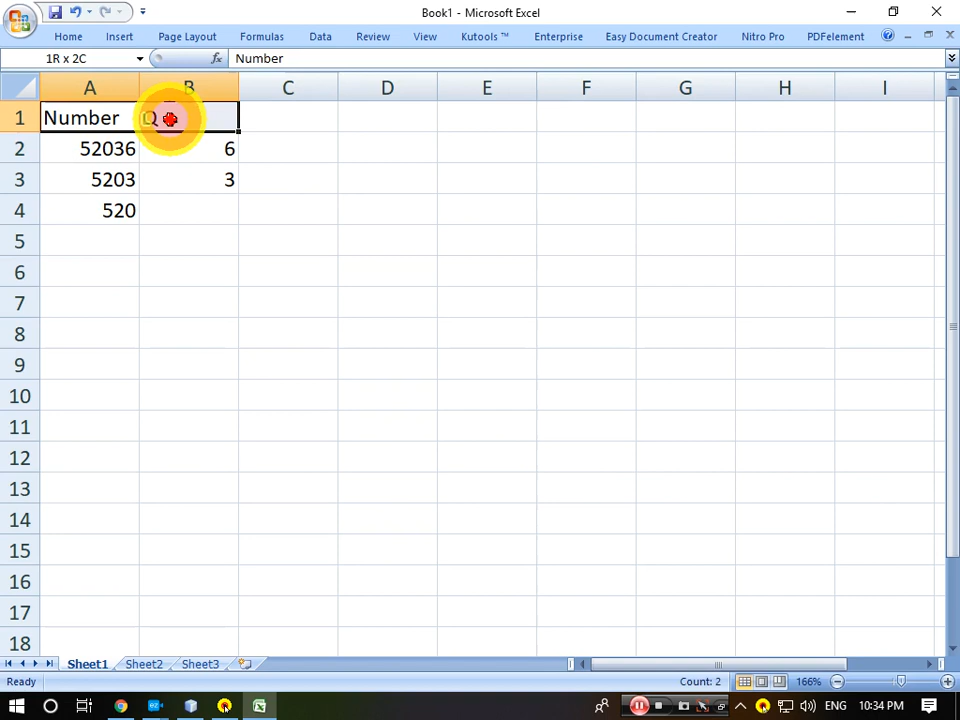 Book1 - Microsoft Excel
Home Insert Page Layout Formulas Data Review View Kutools ™ Enterprise Easy Document Creator Nitro Pro PDFelement
1R x 2C fx Number
A B C D E F G H I
1 Number Q
2 52036 6
3 5203 3
4 520
5
6
7
8
9
10
11
12
13
14
15
16
17
18
Sheet1 Sheet2 Sheet3
Ready Count: 2 166%
ENG 10:34 PM